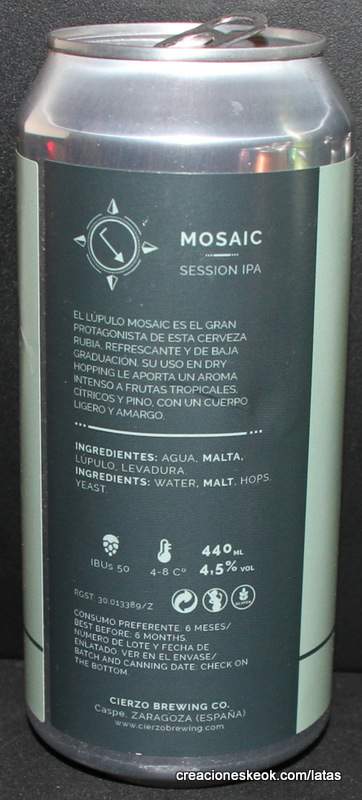 MOSAIC
SESSION IPA
EL LÚPULO MOSAIC ES EL GRAN
PROTAGONISTA DE ESTA CERVEZA
RUBIA, REFRESCANTE Y DE BAJA
GRADUACIÓN. SU USO EN DRY
HOPPING LE APORTA UN AROMA
INTENSO A FRUTAS TROPICALES,
CÍTRICOS Y PINO, CON UN CUERPO
LIGERO Y AMARGO.
INGREDIENTES: AGUA, MALTA,
LÚPULO, LEVADURA.
INGREDIENTS: WATER, MALT, HOPS.
YEAST.
IBUs 50
4-8 Cº
440 ML
4,5% VOL
RGST: 30.013389/Z
CONSUMO PREFERENTE: 6 MESES/
BEST BEFORE: 6 MONTHS.
NÚMERO DE LOTE Y FECHA DE
ENLATADO: VER EN EL ENVASE/
BATCH AND CANNING DATE: CHECK ON
THE BOTTOM
CIERZO BREWING CO.
Caspe, ZARAGOZA (ESPAÑA)
www.cierzobrewing.com
creacioneskeok.com/latas